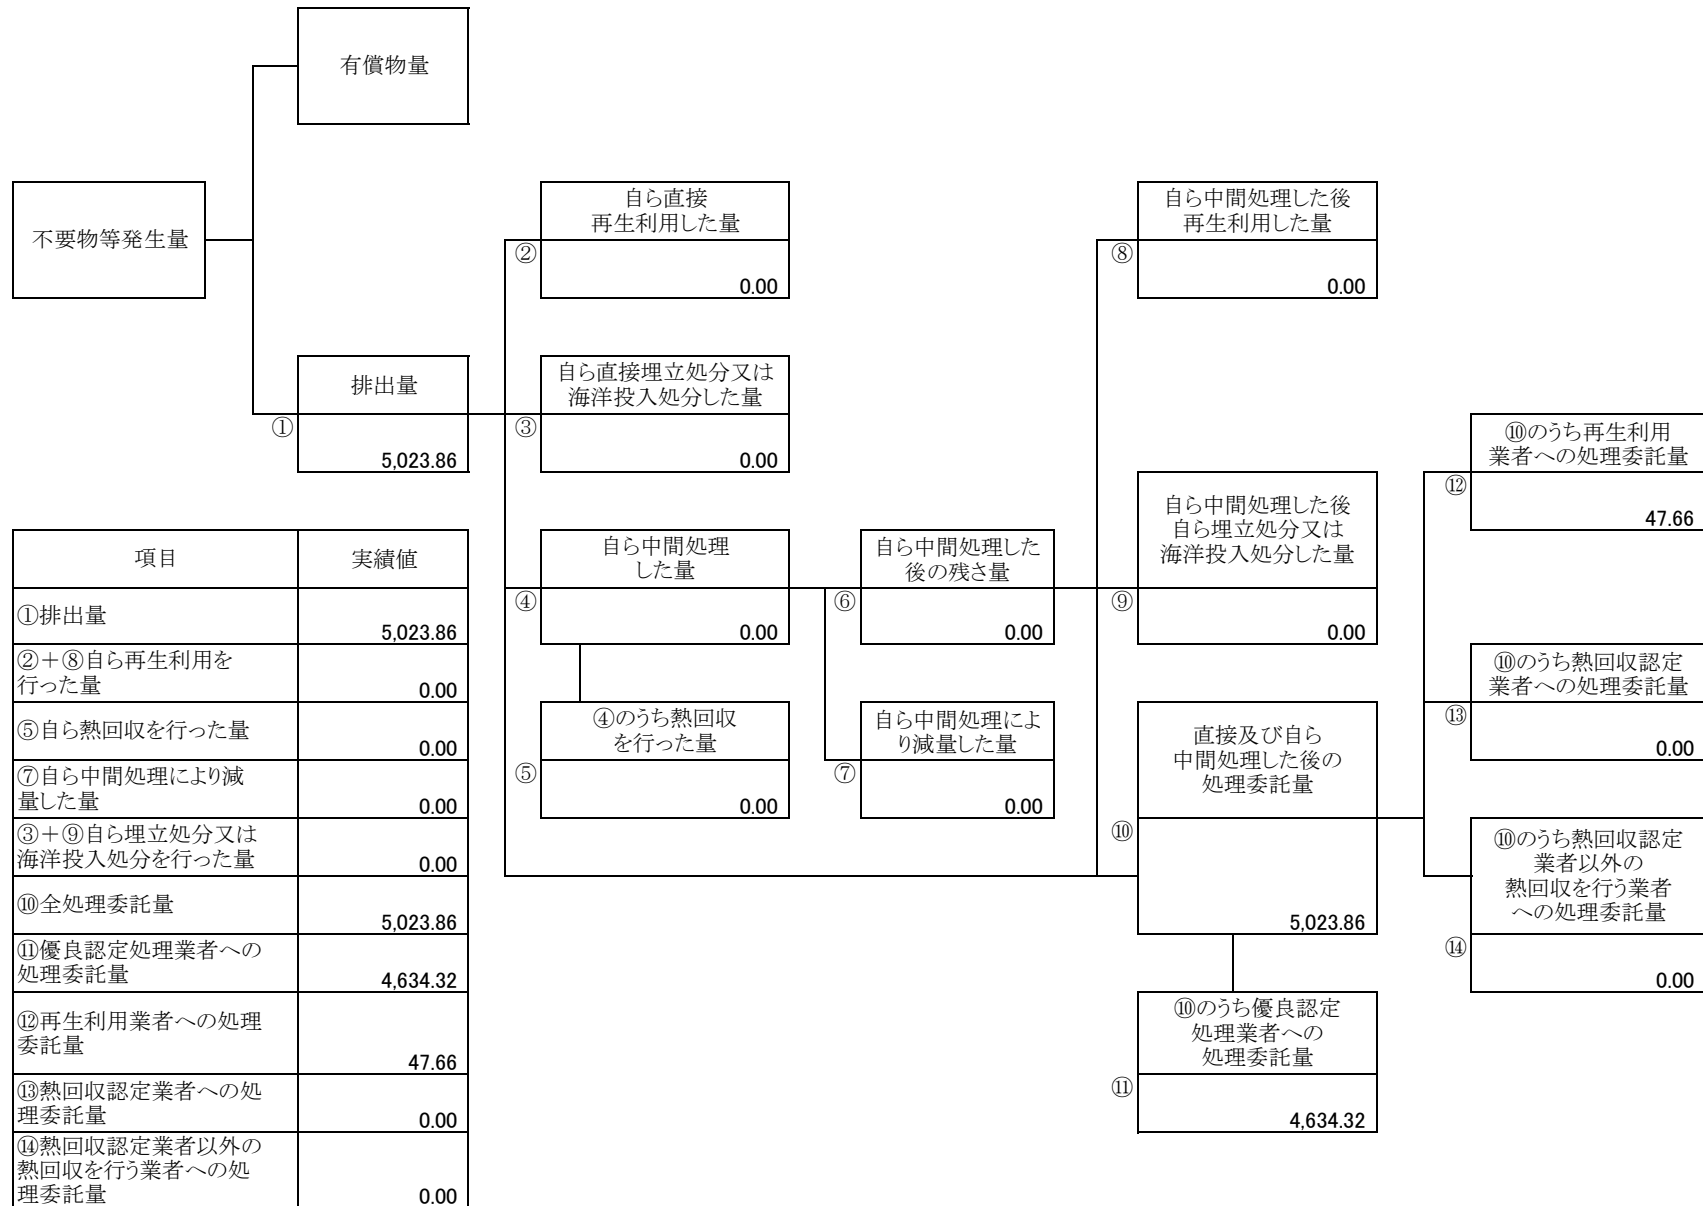 有償物量
不要物等発生量
自ら直接
再生利用した量
②
0.00
自ら中間処理した後
再生利用した量
⑧
0.00
排出量
①
5,023.86
自ら直接埋立処分又は
海洋投入処分した量
③
0.00
⑩のうち再生利用
業者への処理委託量
⑫
47.66
自ら中間処理
した量
④
0.00
自ら中間処理した
後の残さ量
⑥
0.00
自ら中間処理した後
自ら埋立処分又は
海洋投入処分した量
⑨
0.00
⑩のうち熱回収認定
業者への処理委託量
⑬
0.00
④のうち熱回収
を行った量
⑤
0.00
自ら中間処理によ
り減量した量
⑦
0.00
直接及び自ら
中間処理した後の
処理委託量
⑩
5,023.86
⑩のうち熱回収認定
業者以外の
熱回収を行う業者
への処理委託量
⑭
0.00
⑩のうち優良認定
処理業者への
処理委託量
⑪
4,634.32
項目 実績値
①排出量
5,023.86
②+⑧自ら再生利用を
行った量 0.00
⑤自ら熱回収を行った量
0.00
⑦自ら中間処理により減
量した量 0.00
③+⑨自ら埋立処分又は
海洋投入処分を行った量 0.00
⑩全処理委託量
5,023.86
⑪優良認定処理業者への
処理委託量 4,634.32
⑫再生利用業者への処理
委託量
47.66
⑬熱回収認定業者への処
理委託量 0.00
⑭熱回収認定業者以外の
熱回収を行う業者への処
理委託量 0.00